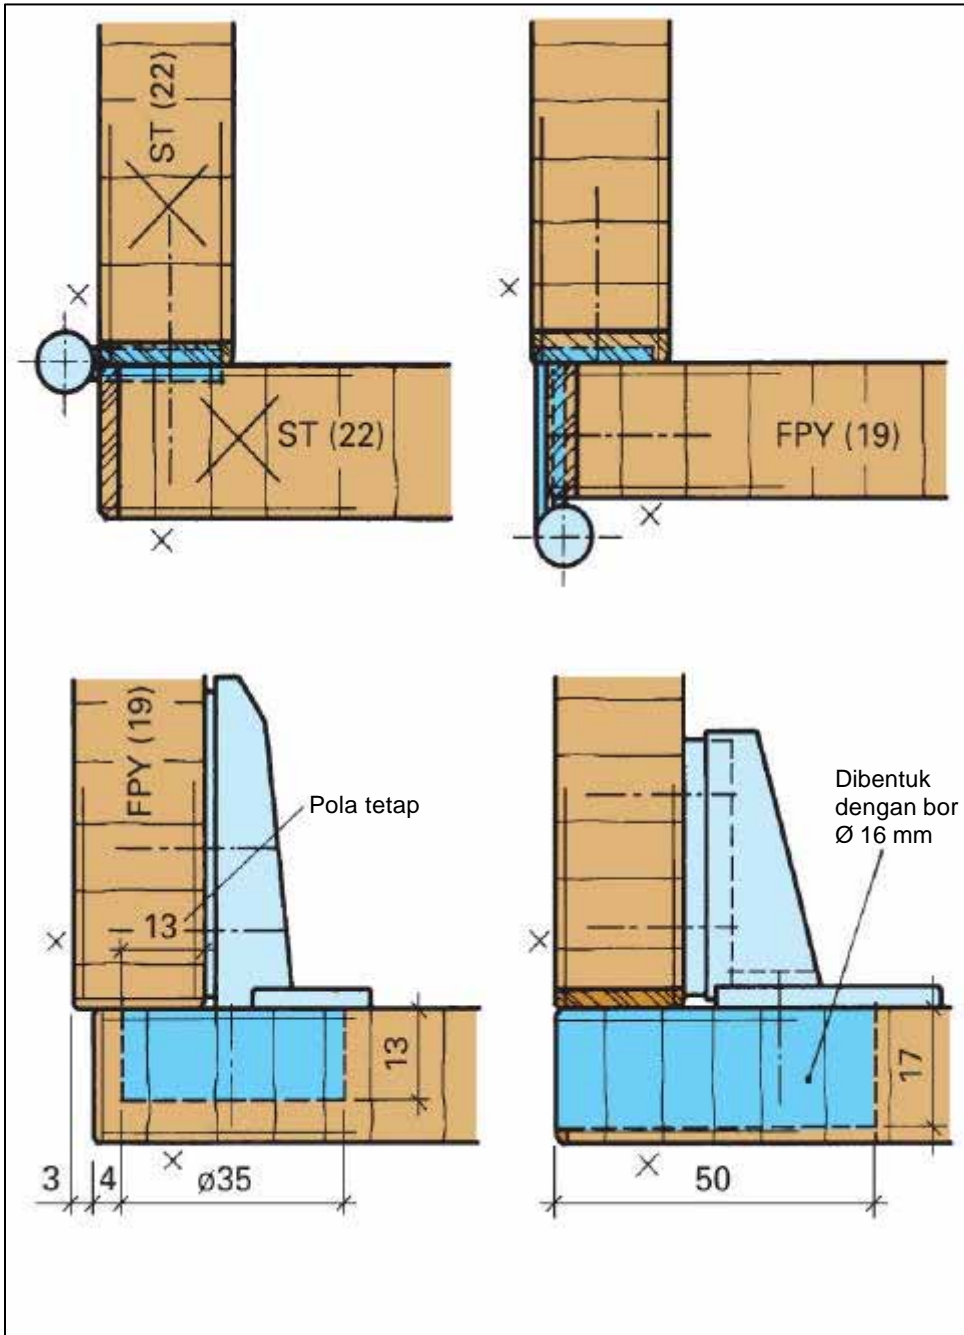 ST (22)
ST (22)
FPY (19)
FPY (19)
Pola tetap
13
13
3
4
ø35
Dibentuk
dengan bor
Ø 16 mm
17
50